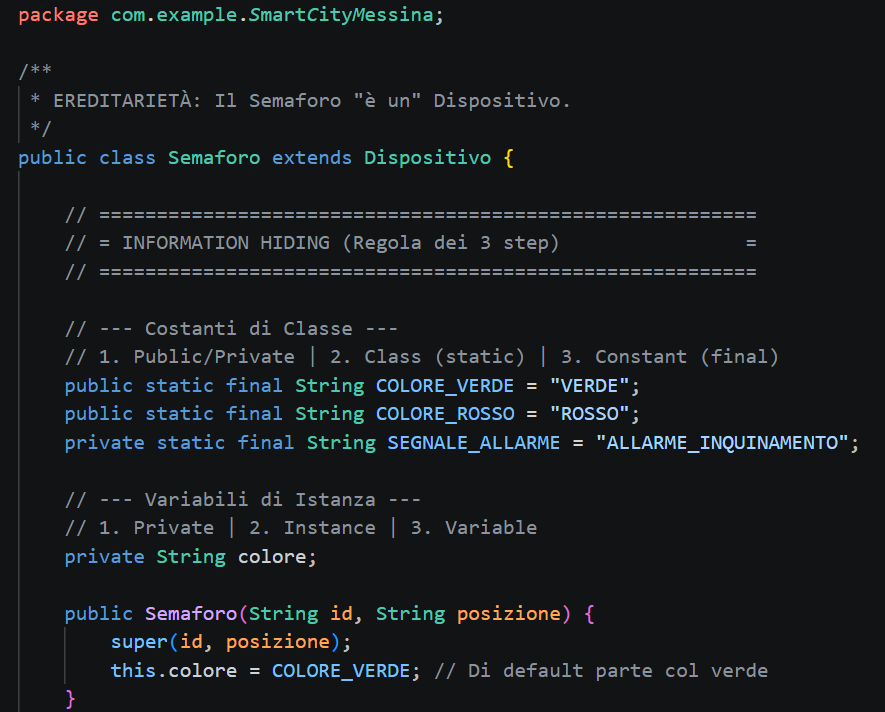 package com.example.SmartCityMessina;
/**
 * EREDITARIETÀ: Il Semaforo "è un" Dispositivo.
 */
public class Semaforo extends Dispositivo {
    // =========================================================
    // = INFORMATION HIDING (Regola dei 3 step)                =
    // =========================================================
    // --- Costanti di Classe ---
    // 1. Public/Private | 2. Class (static) | 3. Constant (final)
    public static final String COLORE_VERDE = "VERDE";
    public static final String COLORE_ROSSO = "ROSSO";
    private static final String SEGNALE_ALLARME = "ALLARME_INQUINAMENTO";
    // --- Variabili di Istanza ---
    // 1. Private | 2. Instance | 3. Variable
    private String colore;
    public Semaforo(String id, String posizione) {
        super(id, posizione);
        this.colore = COLORE_VERDE; // Di default parte col verde
    }